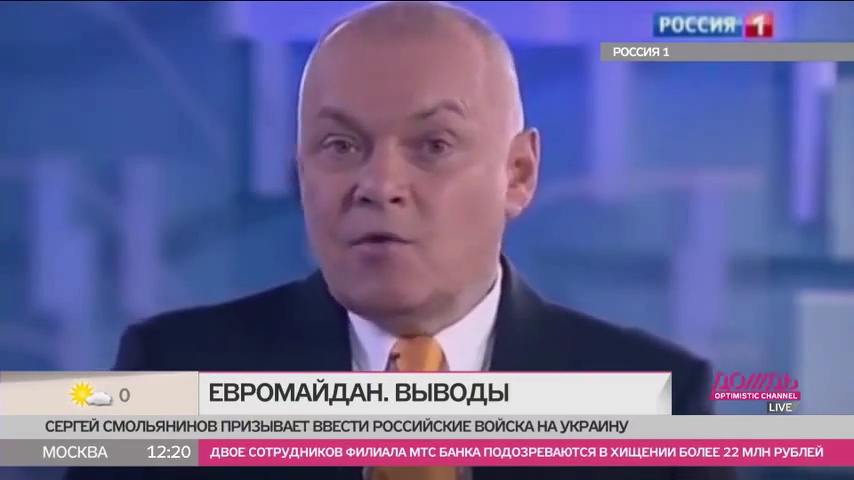 РОССИЯ 1
РОССИЯ 1
ЕВРОМАЙДАН. ВЫВОДЫ
0
ДОЖДЬ
OPTIMISTIC CHANNEL
LIVE
СЕРГЕЙ СМОЛЬЯНИНОВ ПРИЗЫВАЕТ ВВЕСТИ РОССИЙСКИЕ ВОЙСКА НА УКРАИНУ
МОСКВА 12:20 ДВОЕ СОТРУДНИКОВ ФИЛИАЛА МТС БАНКА ПОДОЗРЕВАЮТСЯ В ХИЩЕНИИ БОЛЕЕ 22 МЛН РУБЛЕЙ